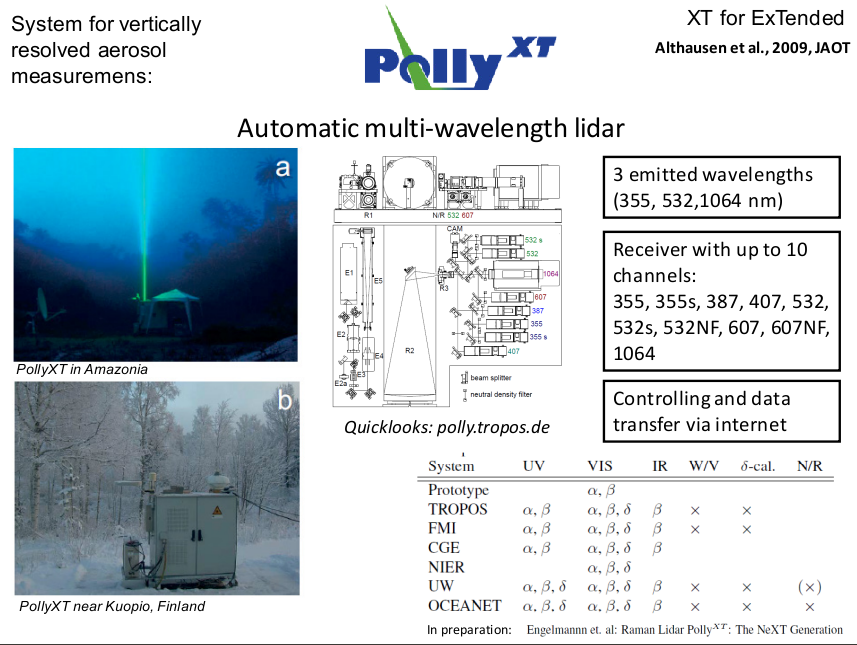 System for vertically
resolved aerosol
measuremens:
Polly XT
XT for ExTended
Althausen et al., 2009, JAOT
Automatic multi-wavelength lidar
a
PollyXT in Amazonia
b
PollyXT near Kuopio, Finland
R1
N/R 532 607
CAM
532 s
532
1064
R3
607
387
355
355 s
407
E1
E5
E2
E4
E3
E2a
R2
beam splitter
neutral density filter
Quicklooks: polly.tropos.de
3 emitted wavelengths
(355, 532,1064 nm)
Receiver with up to 10
channels:
355, 355s, 387, 407, 532,
532s, 532NF, 607, 607NF,
1064
Controlling and data
transfer via internet
System UV VIS IR W/V δ-cal. N/R
Prototype α, β
TROPOS α, β α, β, δ β × ×
FMI α, β α, β, δ β × ×
CGE α, β α, β, δ β
NIER α, β, δ
UW α, β, δ α, β, δ β × × (×)
OCEANET α, β, δ α, β, δ β × × ×
In preparation: Engelmannn et. al: Raman Lidar PollyXT: The NeXT Generation